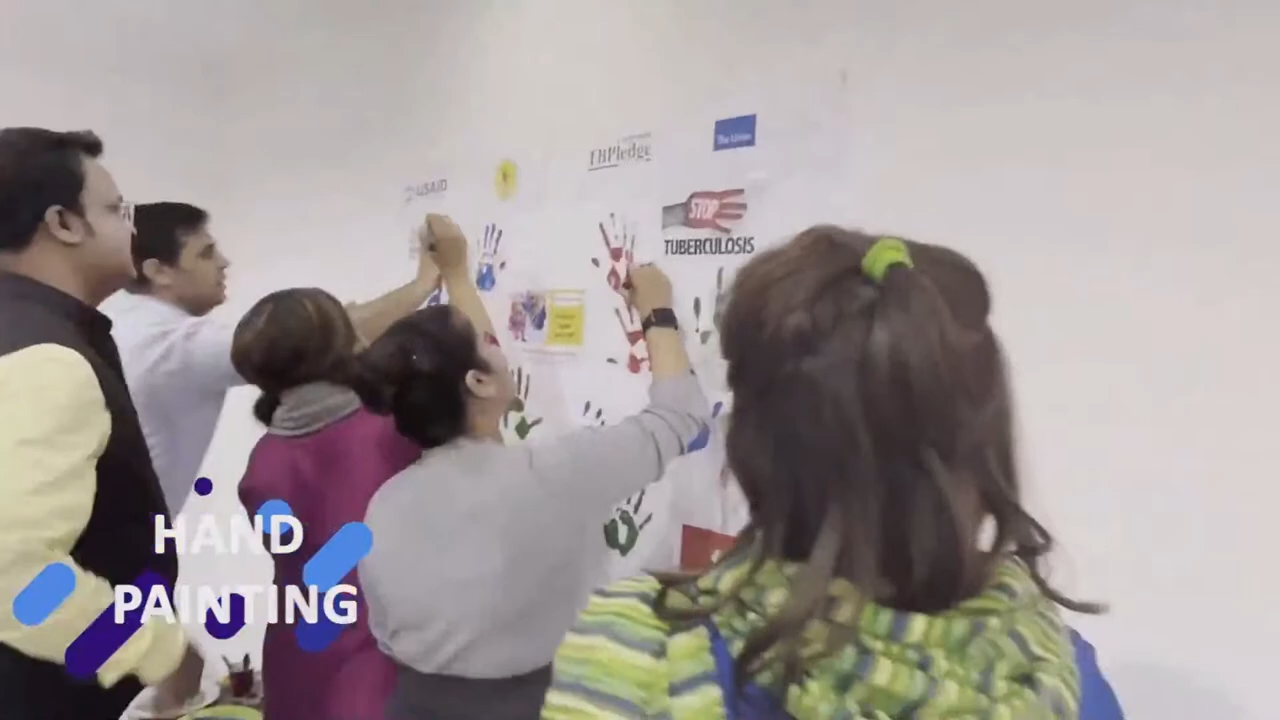 The Union
TBPledge
USAID
STOP
TUBERCULOSIS
HAND
PAINTING